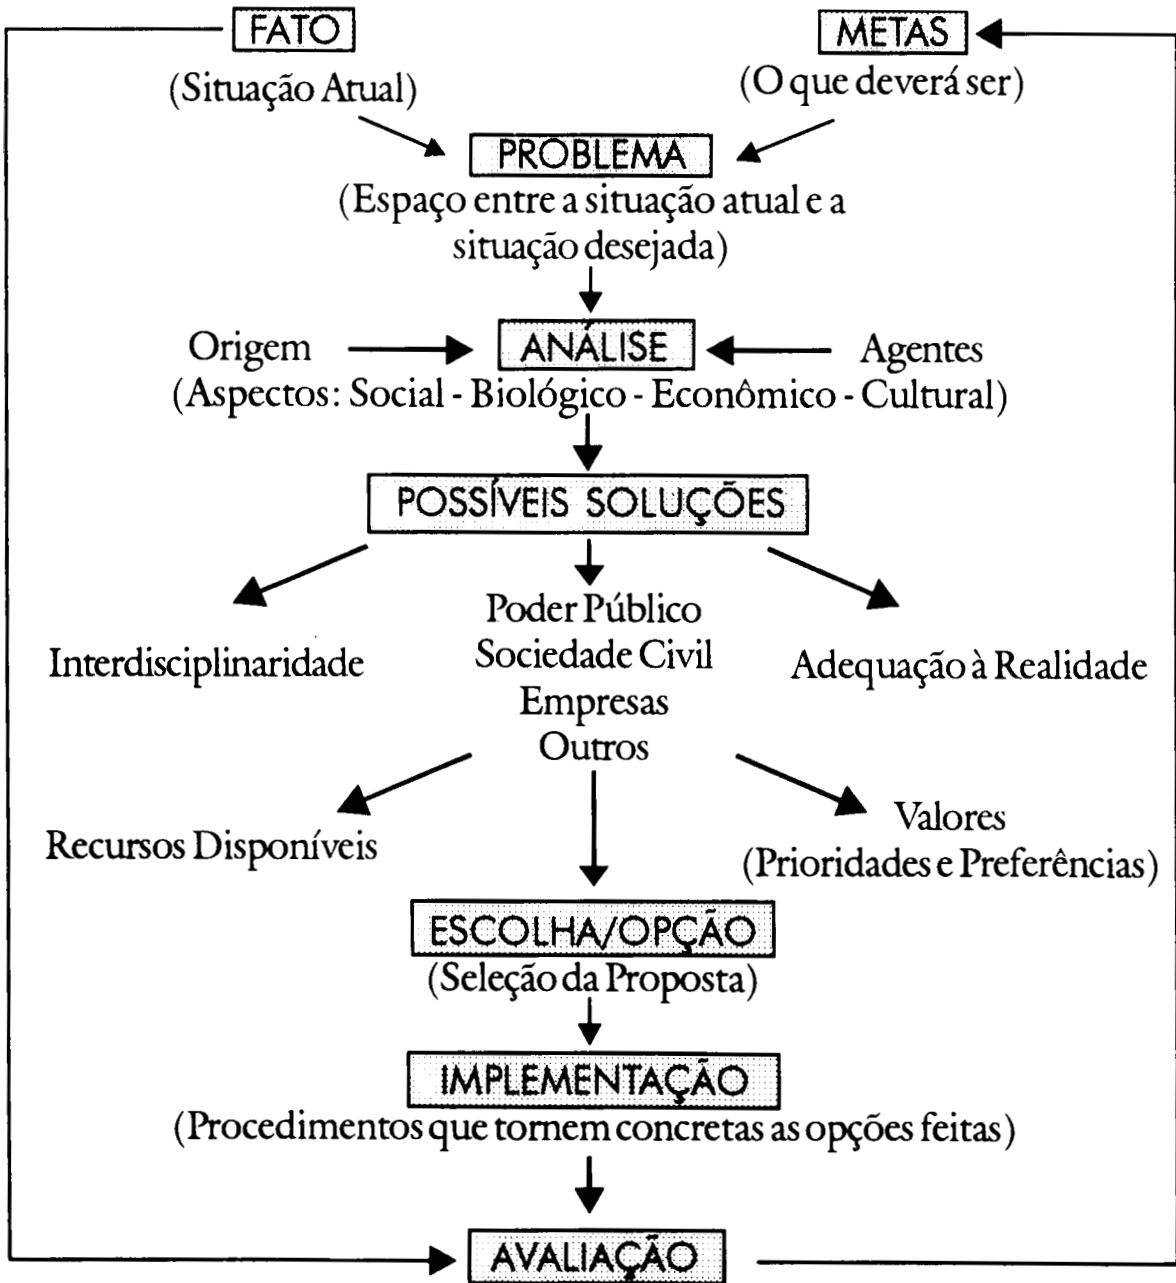 FATO
METAS
(Situação Atual)
(O que deverá ser)
PROBLEMA
(Espaço entre a situação atual e a
situação desejada)
Origem
ANÁLISE
Agentes
(Aspectos: Social - Biológico - Econômico - Cultural)
POSSÍVEIS SOLUÇÕES
Interdisciplinaridade
Poder Público
Sociedade Civil
Empresas
Outros
Adequação à Realidade
Recursos Disponíveis
Valores
(Prioridades e Preferências)
ESCOLHA/OPÇÃO
(Seleção da Proposta)
IMPLEMENTAÇÃO
(Procedimentos que tornem concretas as opções feitas)
AVALIAÇÃO